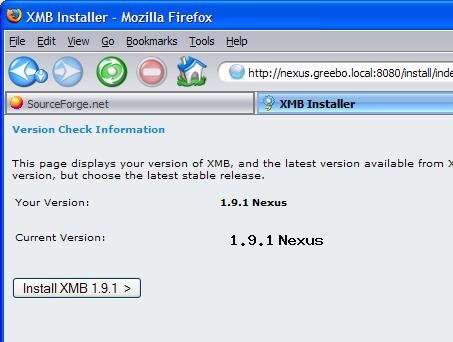 XMB Installer - Mozilla Firefox
File Edit View Go Bookmarks Tools Help
http://nexus.greebo.local:8080/install/inde
SourceForge.net XMB Installer
Version Check Information
This page displays your version of XMB, and the latest version available from X
version, but choose the latest stable release.
Your Version: 1.9.1 Nexus
Current Version: 1.9.1 Nexus
Install XMB 1.9.1 >